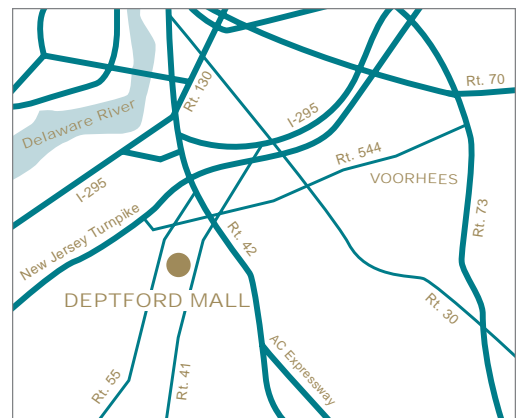 Rt. 70
Rt. 130
Delaware River
I-295
Rt. 544
VOORHEES
I-295
New Jersey Turnpike
Rt. 73
Rt. 42
DEPTFORD MALL
Rt. 30
AC Expressway
Rt. 55
Rt. 41